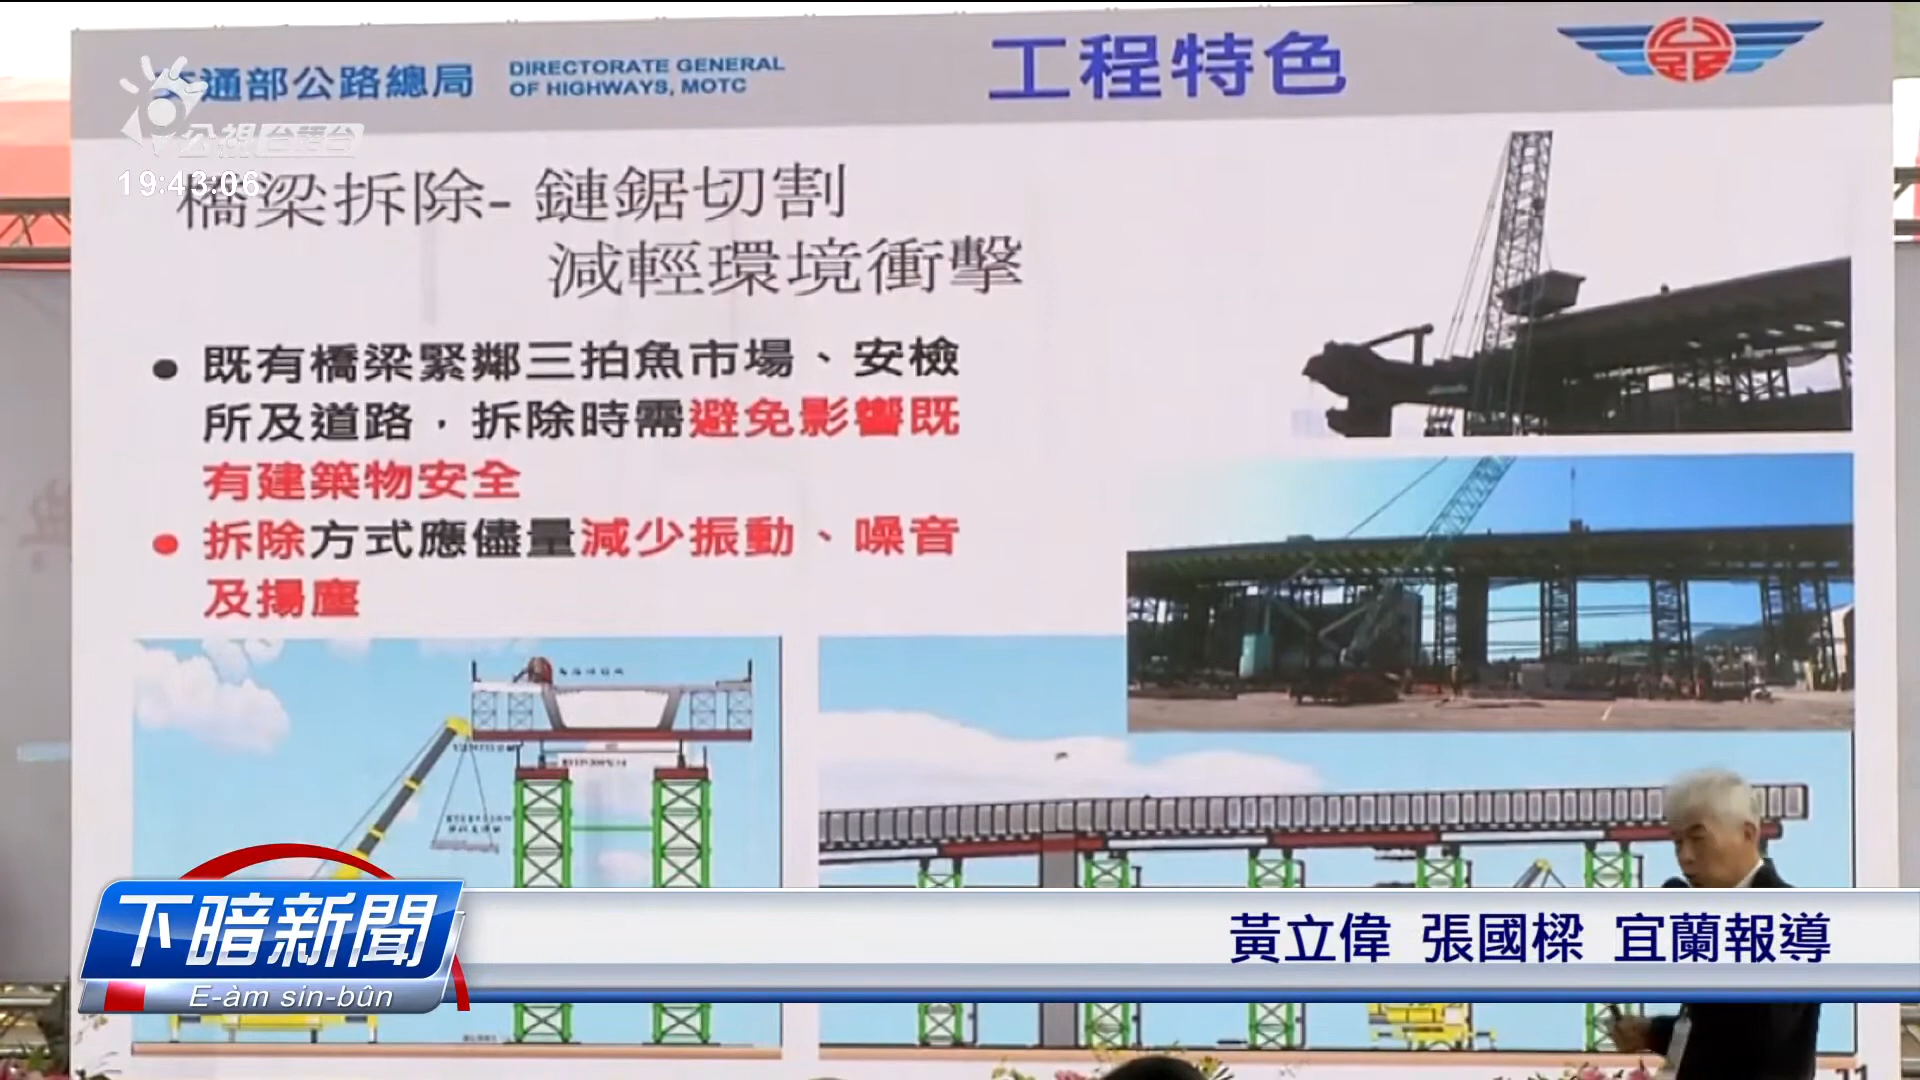 交通部公路總局
DIRECTORATE GENERAL
OF HIGHWAYS, MOTC
工程特色
公視台語台
19:43:06
橋梁拆除- 鏈鋸切割
減輕環境衝擊
● 既有橋梁緊鄰三拍魚市場、安檢
所及道路，拆除時需避免影響既
有建築物安全
● 拆除方式應儘量減少振動、噪音
及揚塵
下暗新聞
E-àm sin-bûn
黃立偉 張國樑 宜蘭報導
11